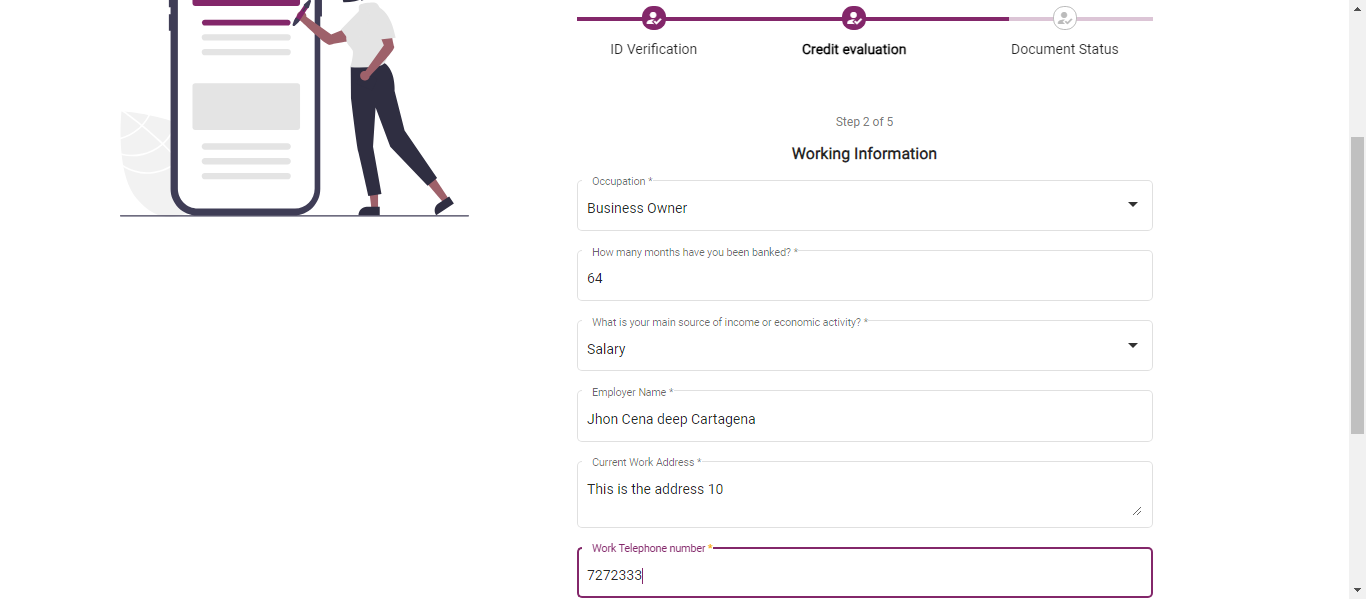 ID Verification
Credit evaluation
Document Status
Step 2 of 5
Working Information
Occupation *
Business Owner
How many months have you been banked? *
64
What is your main source of income or economic activity? *
Salary
Employer Name *
Jhon Cena deep Cartagena
Current Work Address *
This is the address 10
Work Telephone number *
7272333